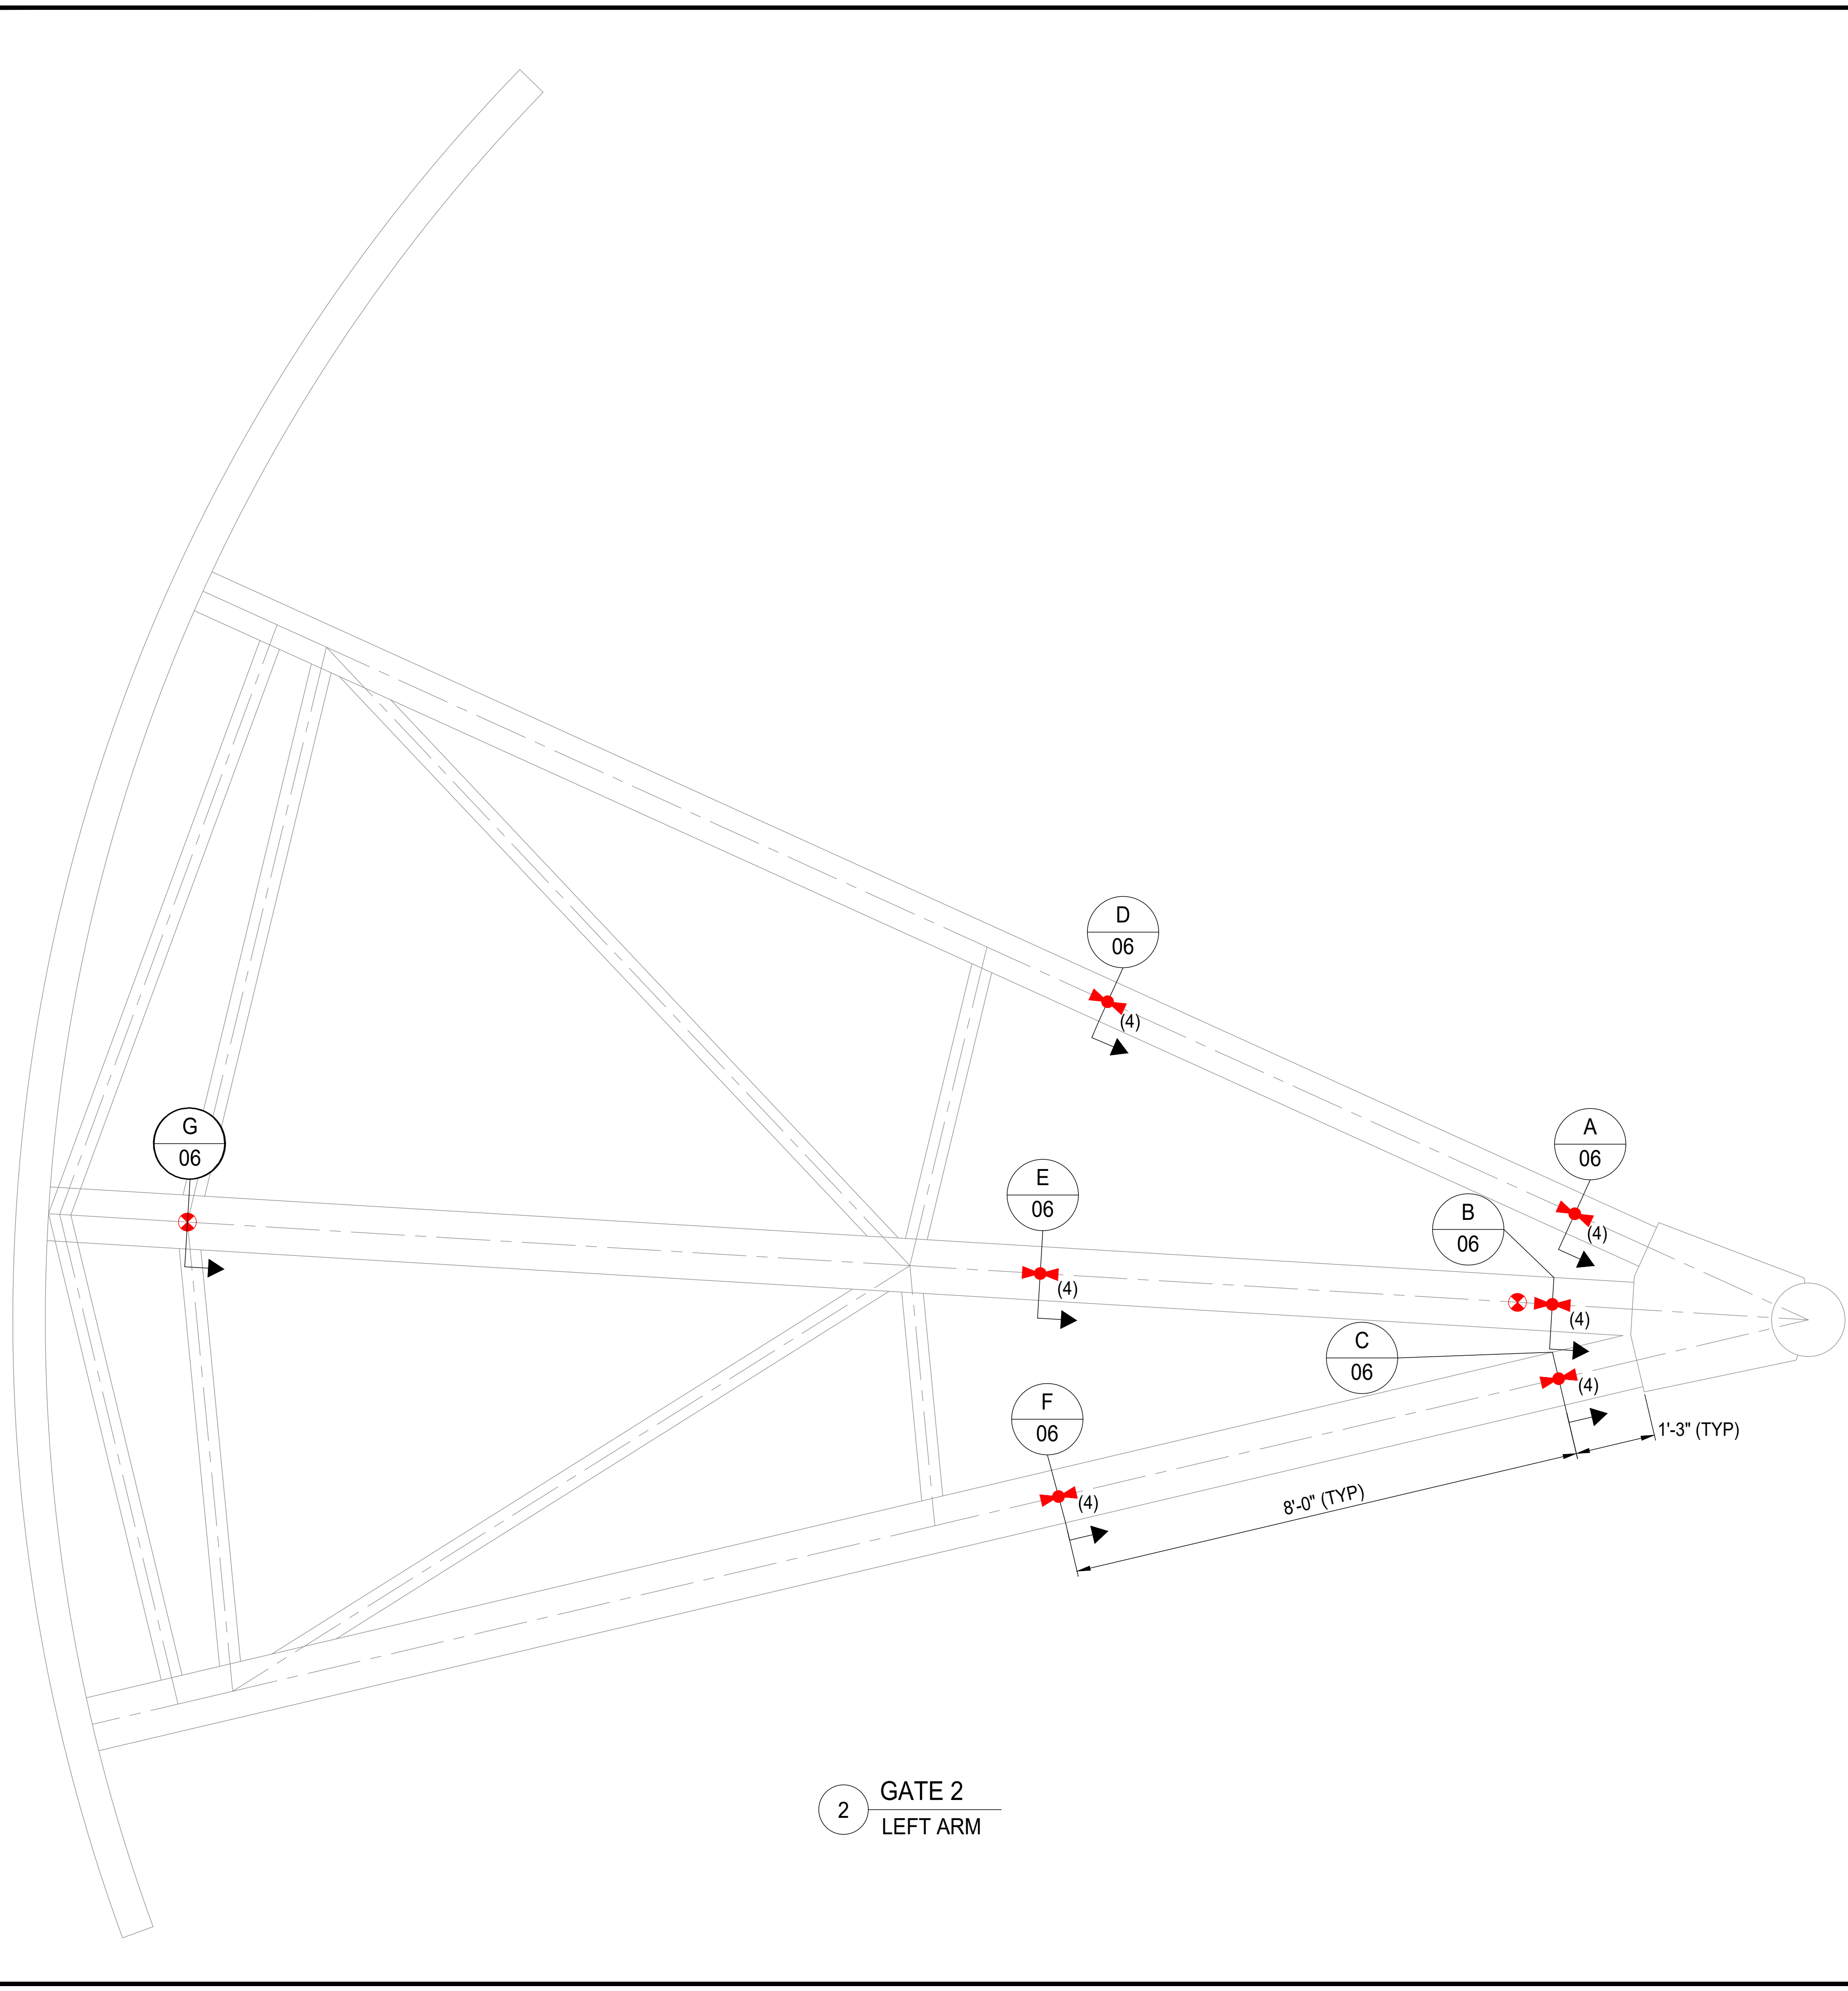 D
06
(4)
A
06
(4)
G
06
E
06
(4)
B
06
(4)
C
06
(4)
F
06
(4)
1'-3" (TYP)
8'-0" (TYP)
2
GATE 2
LEFT ARM